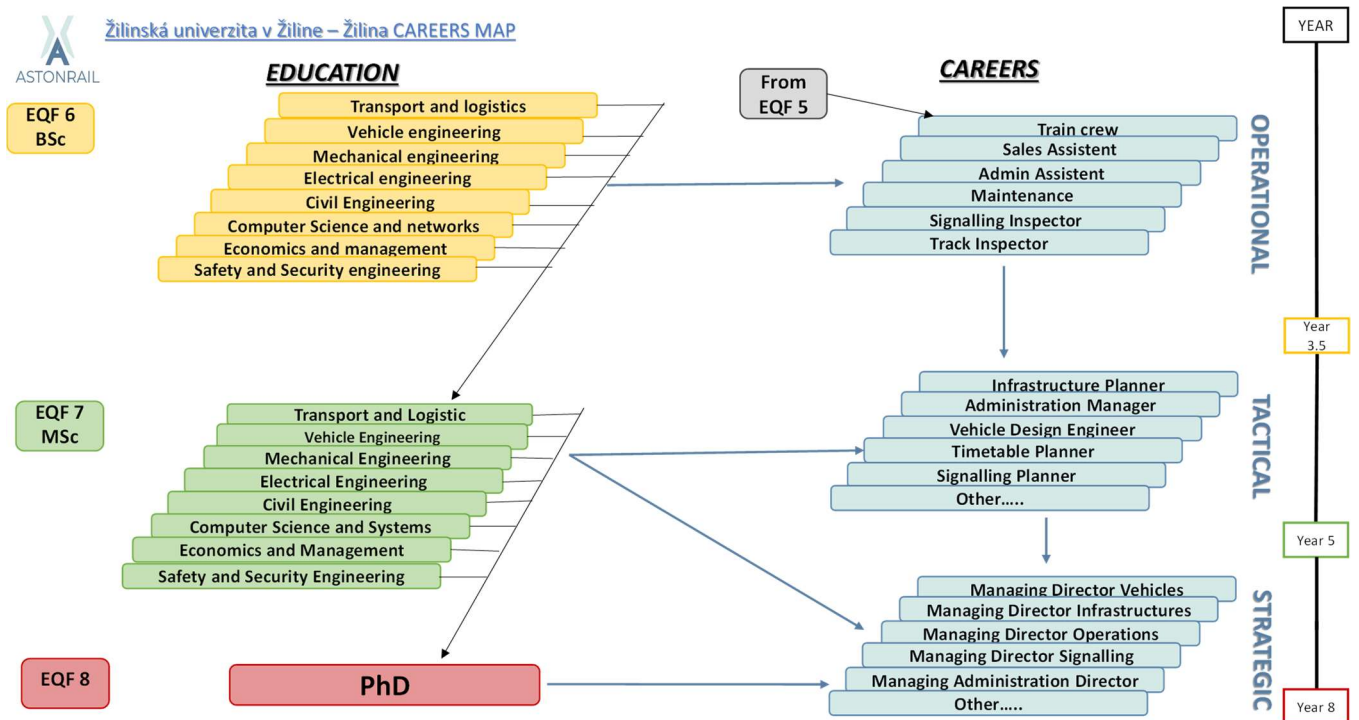 Žilinská univerzita v Žiline – Žilina CAREERS MAP
ASTONRAIL
EDUCATION
CAREERS
YEAR
EQF 6
BSc
Transport and logistics
Vehicle engineering
Mechanical engineering
Electrical engineering
Civil Engineering
Computer Science and networks
Economics and management
Safety and Security engineering
From
EQF 5
Train crew
Sales Assistent
Admin Assistent
Maintenance
Signalling Inspector
Track Inspector
OPERATIONAL
Year
3.5
EQF 7
MSc
Transport and Logistic
Vehicle Engineering
Mechanical Engineering
Electrical Engineering
Civil Engineering
Computer Science and Systems
Economics and Management
Safety and Security Engineering
Infrastructure Planner
Administration Manager
Vehicle Design Engineer
Timetable Planner
Signalling Planner
Other.....
TACTICAL
Year 5
EQF 8
PhD
Managing Director Vehicles
Managing Director Infrastructures
Managing Director Operations
Managing Director Signalling
Managing Administration Director
Other.....
STRATEGIC
Year 8